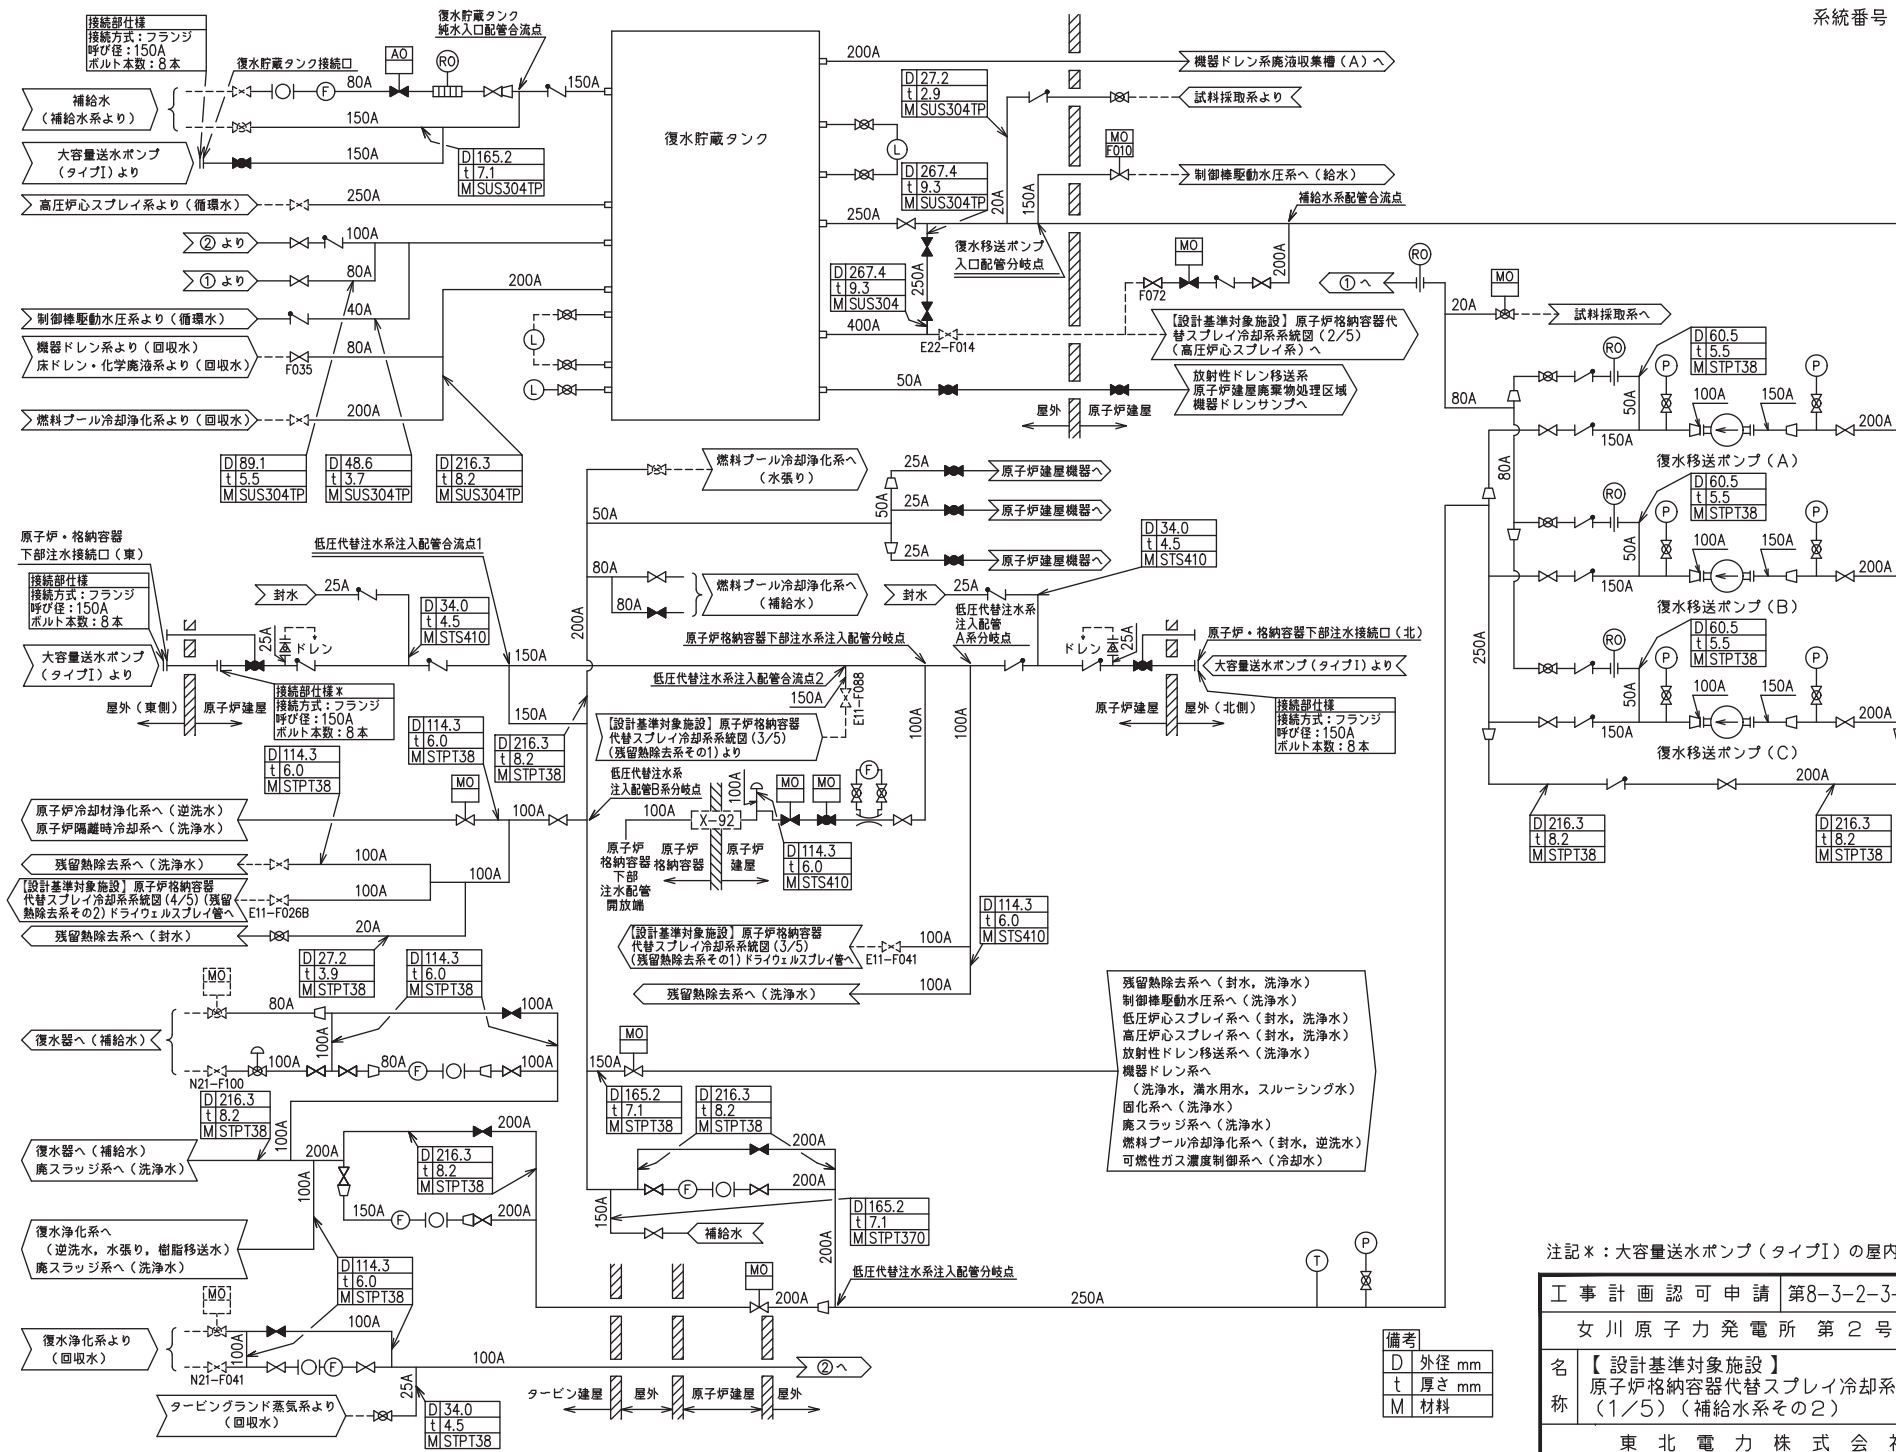 系統番号
接続部仕様
接続方式：フランジ
呼び径：150A
ボルト本数：8本
復水貯蔵タンク接続口
復水貯蔵タンク
純水入口配管合流点
AO
RO
F
80A
150A
補給水
（補給水系より）
150A
大容量送水ポンプ
（タイプI）より
150A
D 165.2
t 7.1
M SUS304TP
高圧炉心スプレイ系より（循環水）
250A
②より
100A
①より
80A
制御棒駆動水圧系より（循環水）
40A
機器ドレン系より（回収水）
床ドレン・化学廃液系より（回収水）
F035
80A
燃料プール冷却浄化系より（回収水）
200A
200A
L
L
D 89.1
t 5.5
M SUS304TP
D 48.6
t 3.7
M SUS304TP
D 216.3
t 8.2
M SUS304TP
復水貯蔵タンク
200A
機器ドレン系廃液収集槽（A）へ
D 27.2
t 2.9
M SUS304TP
試料採取系より
MO
F010
L
D 267.4
t 9.3
M SUS304TP
20A
150A
制御棒駆動水圧系へ（給水）
250A
補給水系配管合流点
復水移送ポンプ
入口配管分岐点
D 267.4
t 9.3
M SUS304
250A
MO
200A
F072
400A
E22-F014
【設計基準対象施設】原子炉格納容器代
替スプレイ冷却系系統図（2/5）
（高圧炉心スプレイ系）へ
50A
放射性ドレン移送系
原子炉建屋廃棄物処理区域
機器ドレンサンプへ
屋外
原子炉建屋
①へ
RO
20A
MO
試料採取系へ
80A
80A
RO
D 60.5
t 5.5
M STPT38
P
P
50A
100A
150A
150A
200A
復水移送ポンプ（A）
RO
D 60.5
t 5.5
M STPT38
P
P
50A
100A
150A
150A
200A
復水移送ポンプ（B）
RO
D 60.5
t 5.5
M STPT38
P
P
50A
100A
150A
150A
200A
復水移送ポンプ（C）
250A
200A
D 216.3
t 8.2
M STPT38
D 216.3
t 8.2
M STPT38
燃料プール冷却浄化系へ
（水張り）
50A
50A
25A
原子炉建屋機器へ
25A
原子炉建屋機器へ
25A
原子炉建屋機器へ
80A
80A
燃料プール冷却浄化系へ
（補給水）
200A
D 34.0
t 4.5
M STS410
封水
25A
低圧代替注水系
注入配管
A系分岐点
ドレン
25A
原子炉・格納容器下部注水接続口（北）
大容量送水ポンプ（タイプI）より
原子炉建屋
屋外（北側）
接続部仕様
接続方式：フランジ
呼び径：150A
ボルト本数：8本
原子炉・格納容器
下部注水接続口（東）
接続部仕様
接続方式：フランジ
呼び径：150A
ボルト本数：8本
大容量送水ポンプ
（タイプI）より
屋外（東側）
原子炉建屋
接続部仕様＊
接続方式：フランジ
呼び径：150A
ボルト本数：8本
低圧代替注水系注入配管合流点1
封水
25A
25A
ドレン
D 34.0
t 4.5
M STS410
150A
150A
原子炉格納容器下部注水系注入配管分岐点
低圧代替注水系注入配管合流点2
150A
E11-F088
【設計基準対象施設】原子炉格納容器
代替スプレイ冷却系系統図（3/5）
（残留熱除去系その1）より
100A
100A
D 114.3
t 6.0
M STPT38
D 114.3
t 6.0
M STPT38
D 216.3
t 8.2
M STPT38
低圧代替注水系
注入配管B系分岐点
MO
100A
原子炉冷却材浄化系へ（逆洗水）
原子炉隔離時冷却系へ（洗浄水）
残留熱除去系へ（洗浄水）
100A
【設計基準対象施設】原子炉格納容器
代替スプレイ冷却系系統図（4/5）（残留
熱除去系その2）ドライウェルスプレイ管へ
E11-F026B
100A
100A
残留熱除去系へ（封水）
20A
D 27.2
t 3.9
M STPT38
D 114.3
t 6.0
M STPT38
100A
X-92
100A
MO
MO
F
原子炉
格納容器
下部
注水配管
開放端
原子炉
格納容器
原子炉
建屋
D 114.3
t 6.0
M STS410
D 114.3
t 6.0
M STS410
【設計基準対象施設】原子炉格納容器
代替スプレイ冷却系系統図（3/5）
（残留熱除去系その1）ドライウェルスプレイ管へ
E11-F041
100A
残留熱除去系へ（洗浄水）
100A
MO
80A
100A
復水器へ（補給水）
100A
100A
80A
F
100A
N21-F100
D 216.3
t 8.2
M STPT38
100A
復水器へ（補給水）
廃スラッジ系へ（洗浄水）
200A
200A
D 216.3
t 8.2
M STPT38
150A
F
200A
100A
復水浄化系へ
（逆洗水，水張り，樹脂移送水）
廃スラッジ系へ（洗浄水）
D 114.3
t 6.0
M STPT38
MO
100A
復水浄化系より
（回収水）
100A
F
N21-F041
100A
②へ
25A
タービングランド蒸気系より
（回収水）
D 34.0
t 4.5
M STPT38
150A
MO
D 165.2
t 7.1
M STPT38
D 216.3
t 8.2
M STPT38
200A
F
200A
150A
補給水
D 165.2
t 7.1
M STPT370
200A
MO
200A
低圧代替注水系注入配管分岐点
250A
T
P
タービン建屋
屋外
原子炉建屋
屋外
残留熱除去系へ（封水，洗浄水）
制御棒駆動水圧系へ（洗浄水）
低圧炉心スプレイ系へ（封水，洗浄水）
高圧炉心スプレイ系へ（封水，洗浄水）
放射性ドレン移送系へ（洗浄水）
機器ドレン系へ
（洗浄水，満水用水，スルーシング水）
固化系へ（洗浄水）
廃スラッジ系へ（洗浄水）
燃料プール冷却浄化系へ（封水，逆洗水）
可燃性ガス濃度制御系へ（冷却水）
備考
D 外径 mm
t 厚さ mm
M 材料
注記＊：大容量送水ポンプ（タイプI）の屋内
工事計画認可申請 第8-3-2-3-
女川原子力発電所 第2号
名称
【設計基準対象施設】
原子炉格納容器代替スプレイ冷却系
（1／5）（補給水系その2）
東北電力株式会社